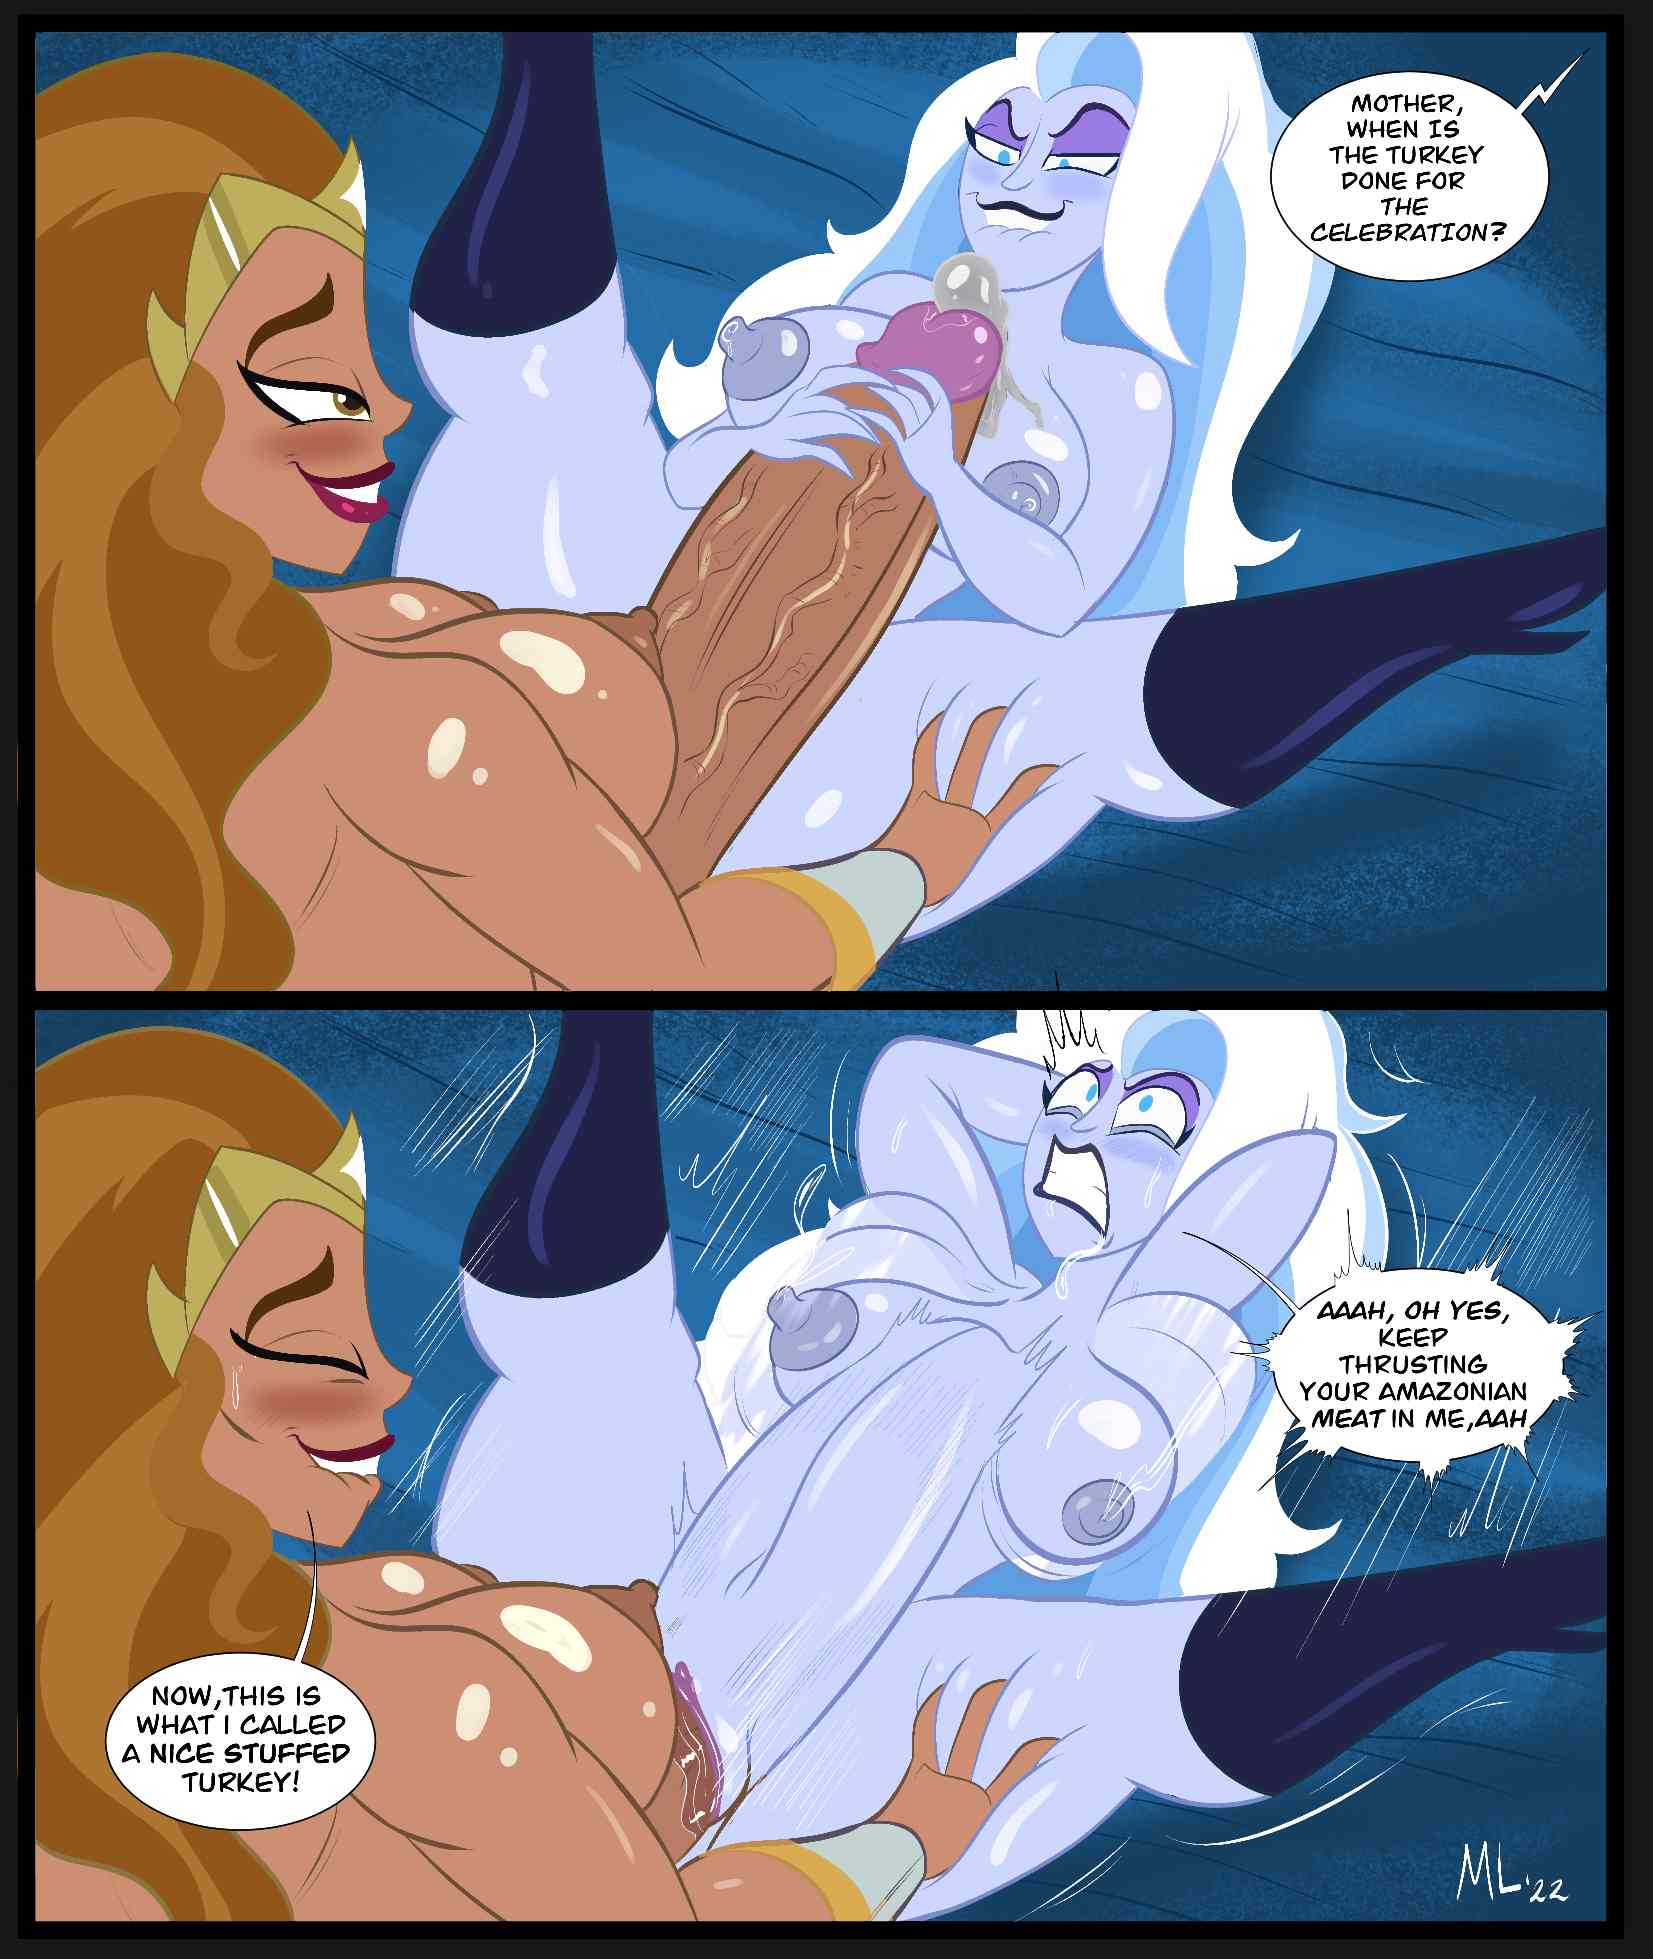 MOTHER,
WHEN IS
THE TURKEY
DONE FOR
THE
CELEBRATION?
AAAH, OH YES,
KEEP
THRUSTING
YOUR AMAZONIAN
MEAT IN ME,AAH
NOW,THIS IS
WHAT I CALLED
A NICE STUFFED
TURKEY!
ML '22